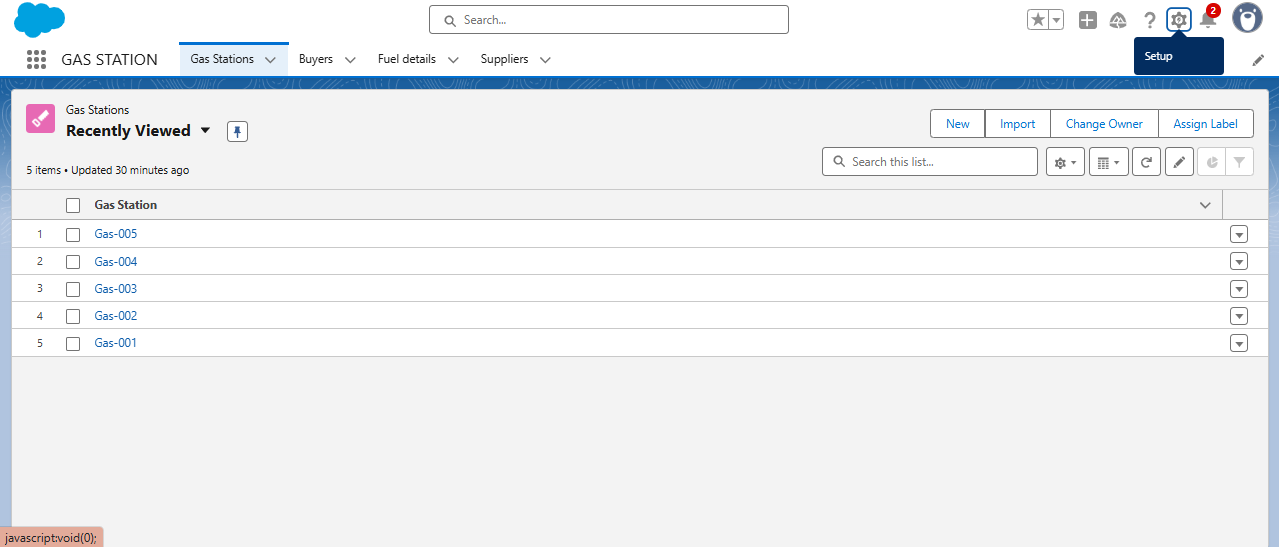 Search...
2
Setup
GAS STATION
Gas Stations
Buyers
Fuel details
Suppliers
Gas Stations
Recently Viewed
New
Import
Change Owner
Assign Label
5 items • Updated 30 minutes ago
Search this list...
Gas Station
1 Gas-005
2 Gas-004
3 Gas-003
4 Gas-002
5 Gas-001
javascript:void(0);